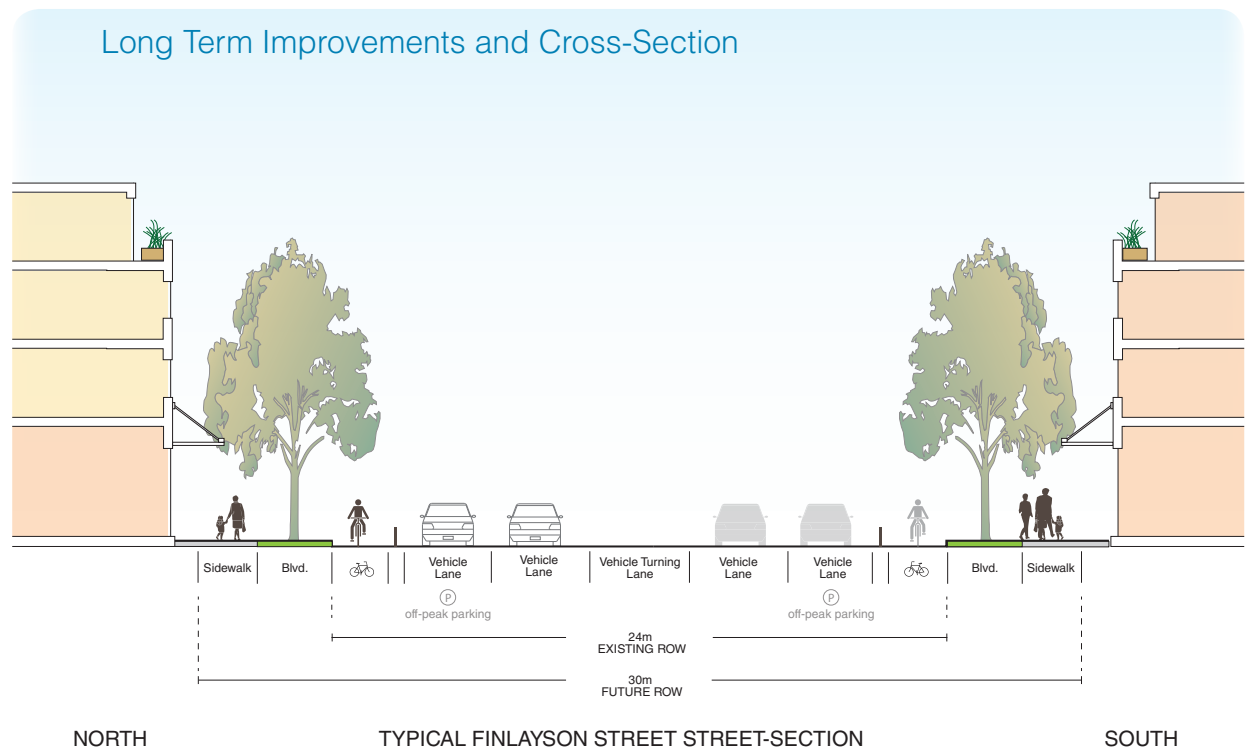 Long Term Improvements and Cross-Section
Sidewalk
Blvd.
Vehicle
Lane
Vehicle
Lane
Vehicle Turning
Lane
Vehicle
Lane
Vehicle
Lane
Blvd.
Sidewalk
P
off-peak parking
P
off-peak parking
24m
EXISTING ROW
30m
FUTURE ROW
NORTH
TYPICAL FINLAYSON STREET STREET-SECTION
SOUTH